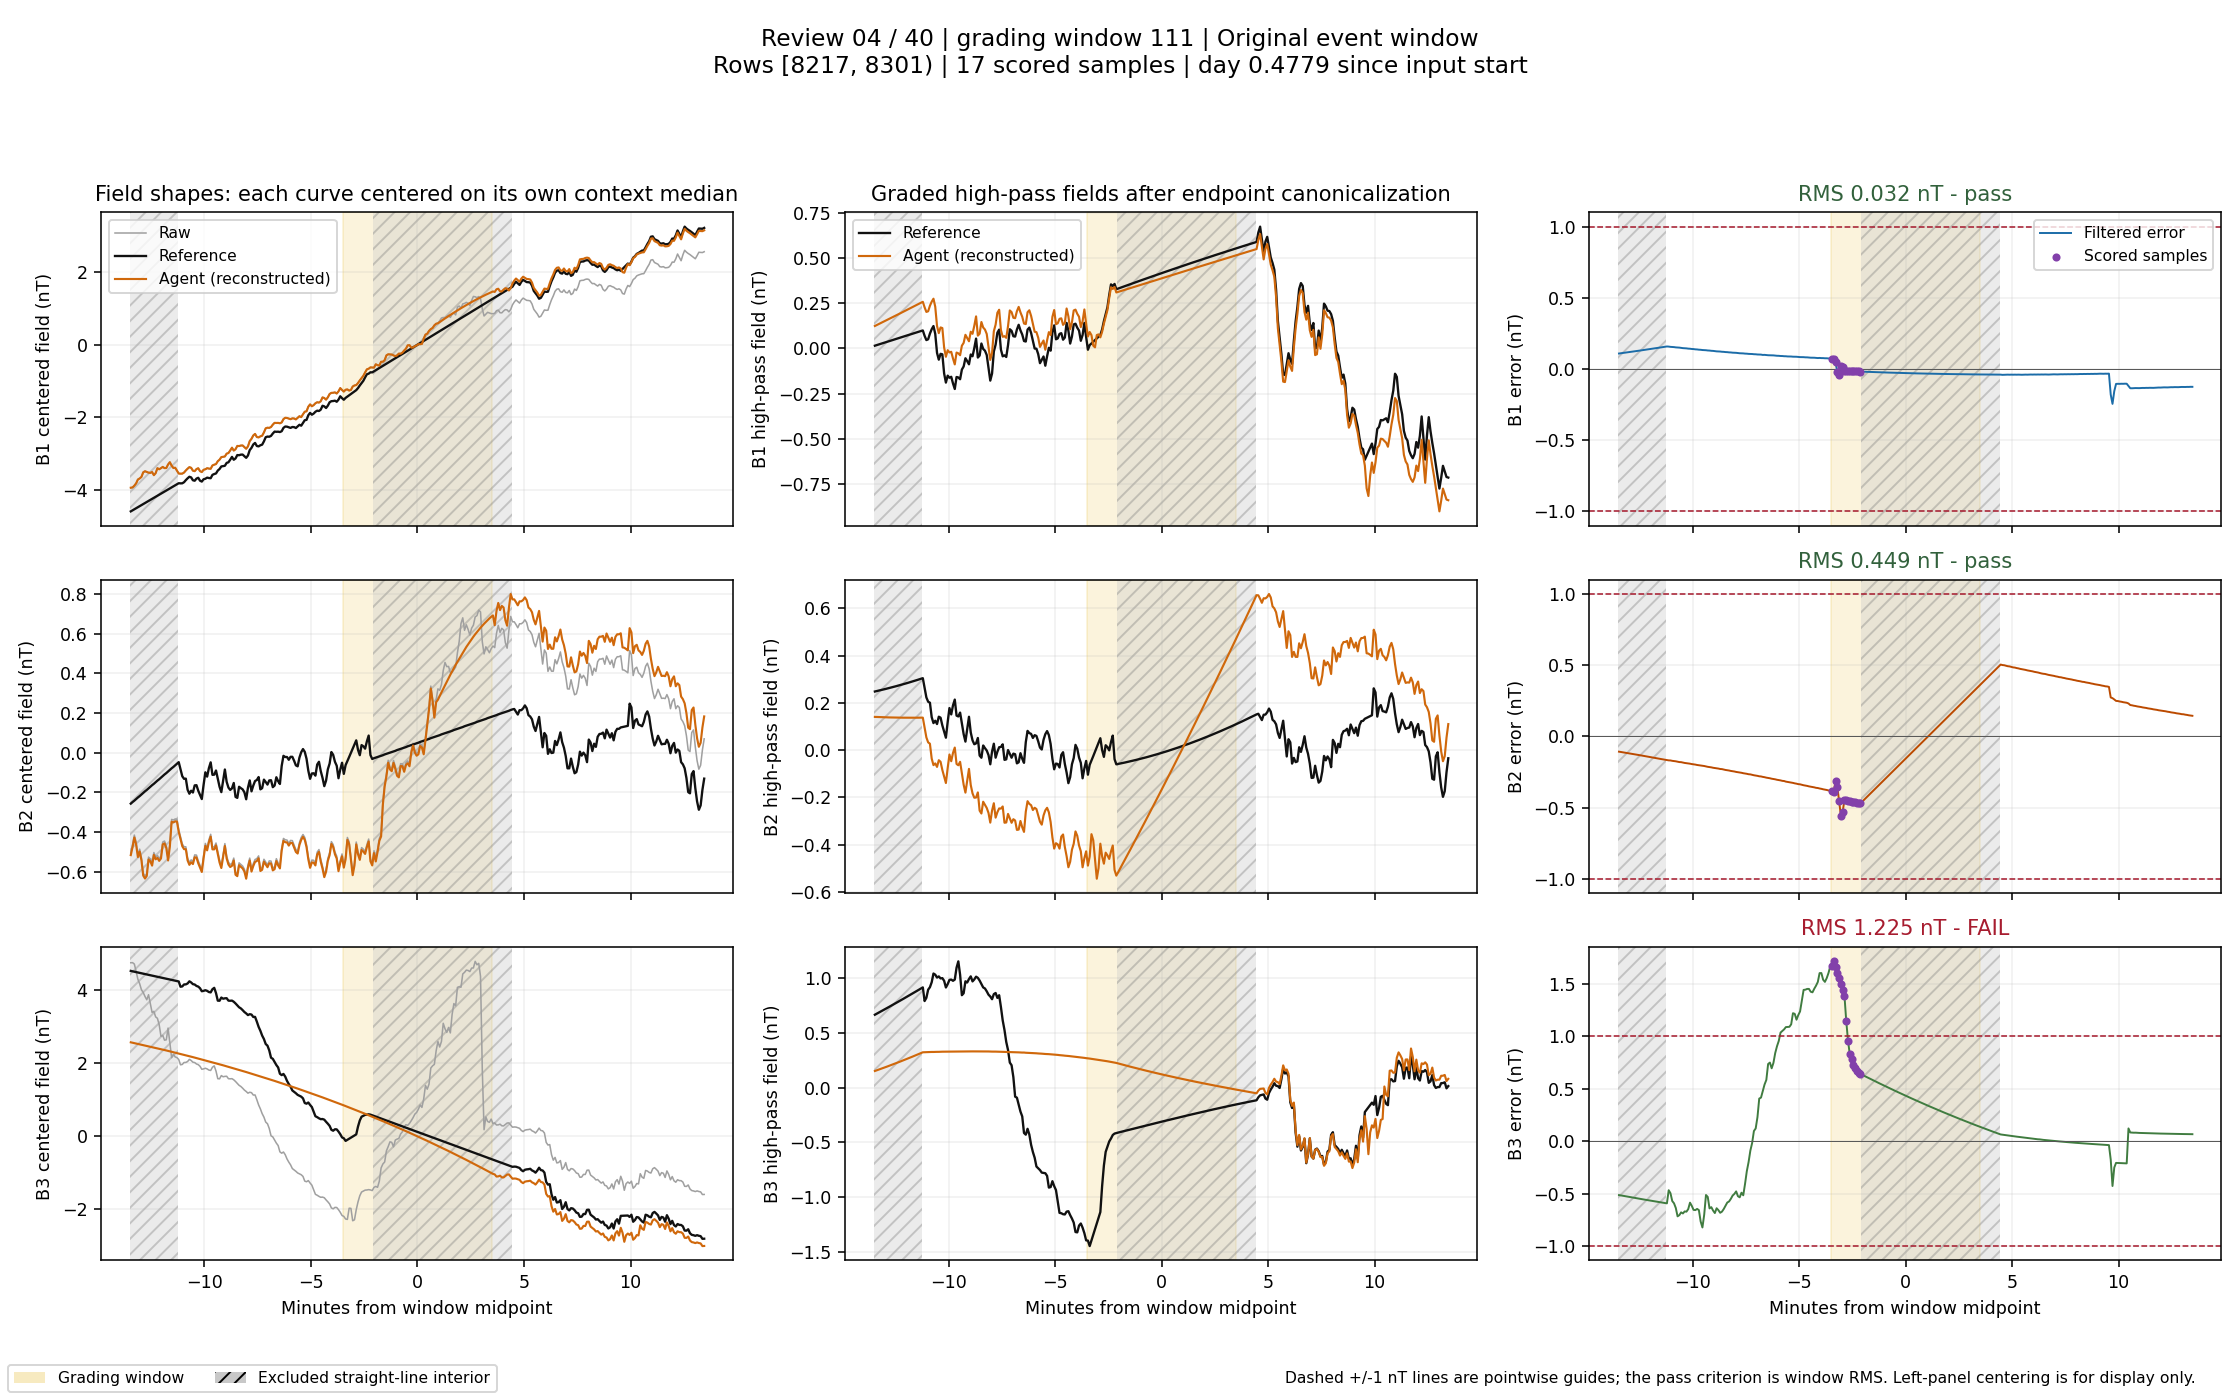 Review 04 / 40 | grading window 111 | Original event window
Rows [8217, 8301) | 17 scored samples | day 0.4779 since input start
Field shapes: each curve centered on its own context median
Graded high-pass fields after endpoint canonicalization
RMS 0.032 nT - pass
B1 centered field (nT)
2
0
−2
−4
Raw
Reference
Agent (reconstructed)
B1 high-pass field (nT)
0.75
0.50
0.25
0.00
−0.25
−0.50
−0.75
Reference
Agent (reconstructed)
B1 error (nT)
1.0
0.5
0.0
−0.5
−1.0
Filtered error
Scored samples
RMS 0.449 nT - pass
B2 centered field (nT)
0.8
0.6
0.4
0.2
0.0
−0.2
−0.4
−0.6
B2 high-pass field (nT)
0.6
0.4
0.2
0.0
−0.2
−0.4
−0.6
B2 error (nT)
1.0
0.5
0.0
−0.5
−1.0
RMS 1.225 nT - FAIL
B3 centered field (nT)
4
2
0
−2
−10 −5 0 5 10
Minutes from window midpoint
B3 high-pass field (nT)
1.0
0.5
0.0
−0.5
−1.0
−1.5
−10 −5 0 5 10
Minutes from window midpoint
B3 error (nT)
1.5
1.0
0.5
0.0
−0.5
−1.0
−10 −5 0 5 10
Minutes from window midpoint
Grading window
Excluded straight-line interior
Dashed +/-1 nT lines are pointwise guides; the pass criterion is window RMS. Left-panel centering is for display only.